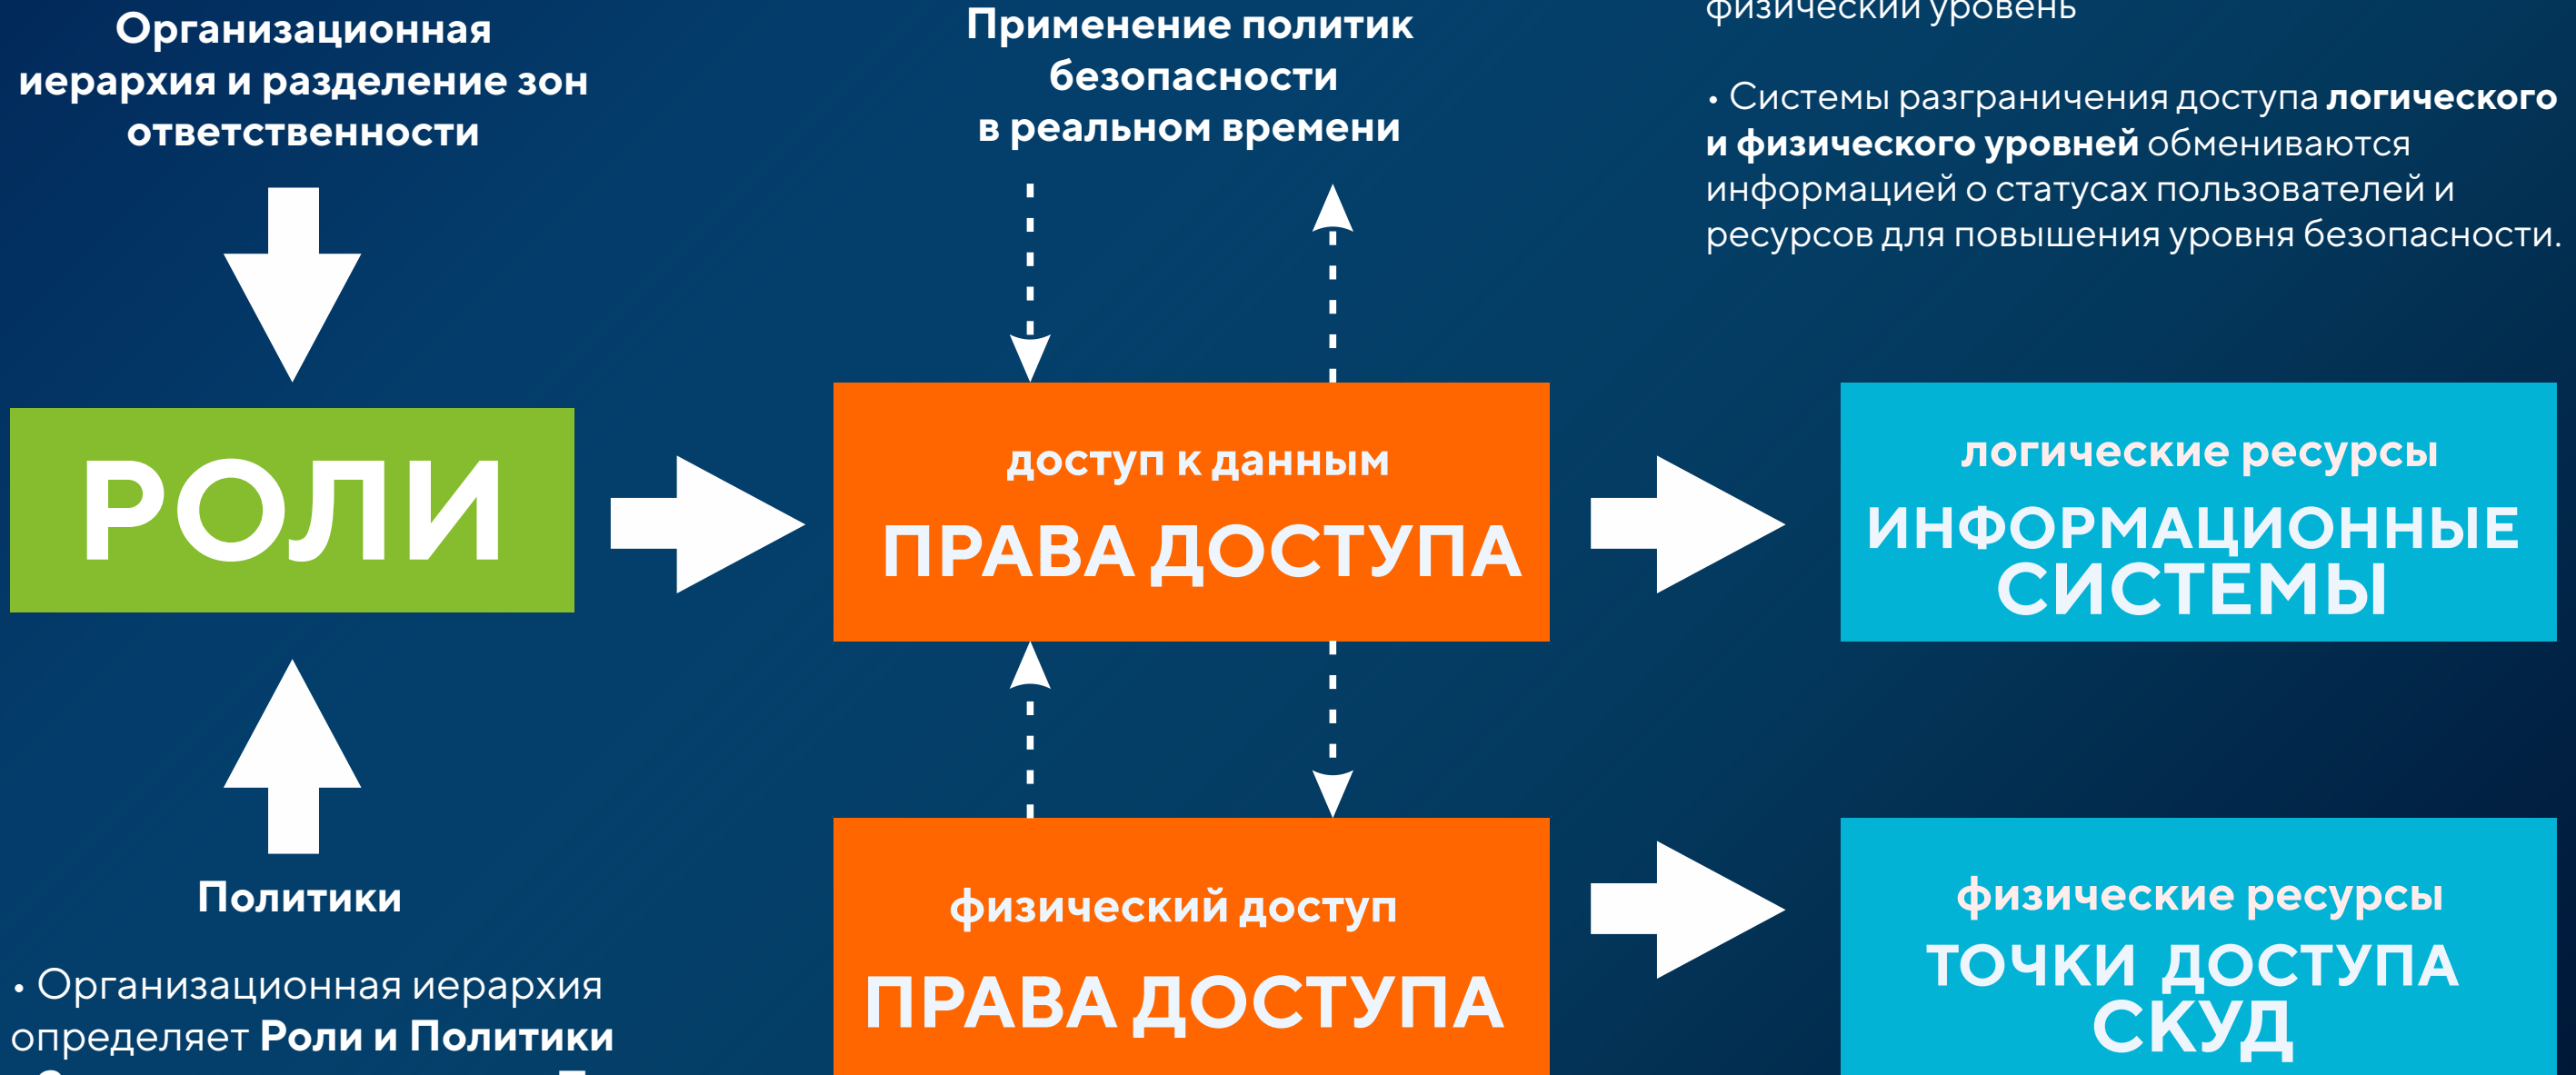 Организационная
иерархия и разделение зон
ответственности
Применение политик
безопасности
в реальном времени
физический уровень
• Системы разграничения доступа логического
и физического уровней обмениваются
информацией о статусах пользователей и
ресурсов для повышения уровня безопасности.
РОЛИ
доступ к данным
ПРАВА ДОСТУПА
логические ресурсы
ИНФОРМАЦИОННЫЕ
СИСТЕМЫ
Политики
• Организационная иерархия
определяет Роли и Политики
физический доступ
ПРАВА ДОСТУПА
физические ресурсы
ТОЧКИ ДОСТУПА
СКУД